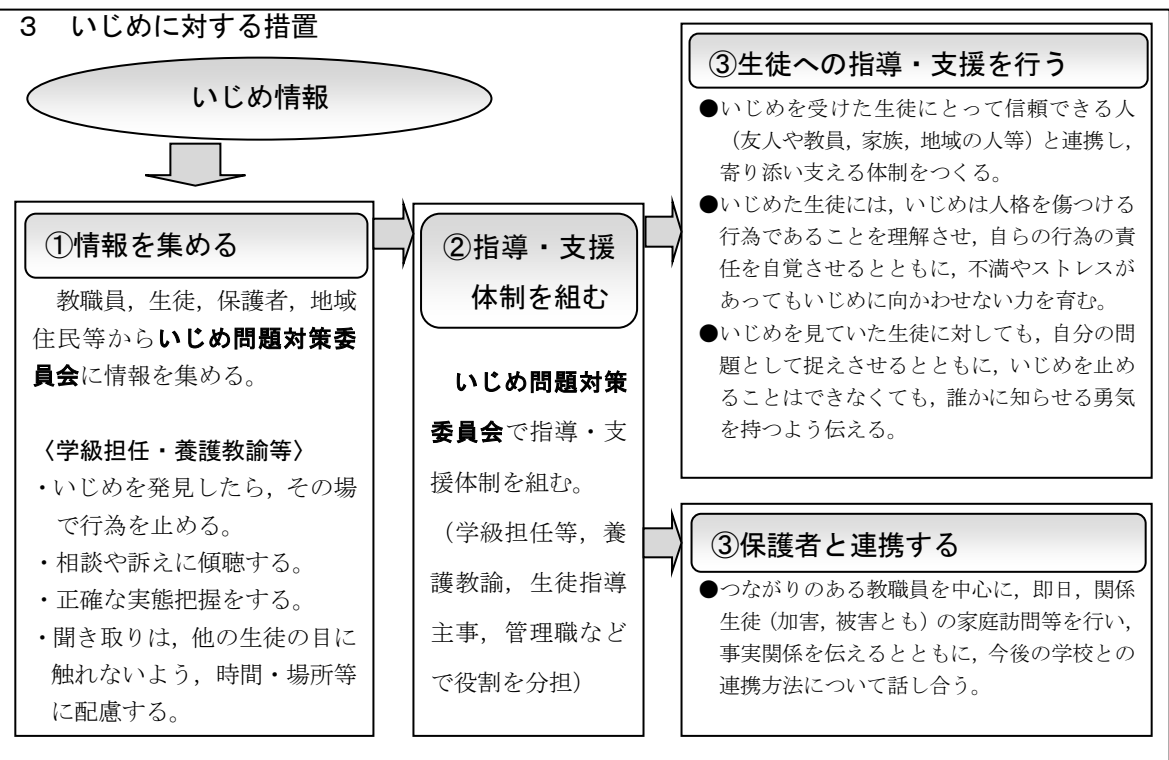 ３　いじめに対する措置
いじめ情報
①情報を集める
教職員，生徒，保護者，地域
住民等からいじめ問題対策委
員会に情報を集める。
〈学級担任・養護教諭等〉
・いじめを発見したら，その場
で行為を止める。
・相談や訴えに傾聴する。
・正確な実態把握をする。
・聞き取りは，他の生徒の目に
触れないよう，時間・場所等
に配慮する。
②指導・支援
体制を組む
いじめ問題対策
委員会で指導・支
援体制を組む。
（学級担任等，養
護教諭，生徒指導
主事，管理職など
で役割を分担）
③生徒への指導・支援を行う
●いじめを受けた生徒にとって信頼できる人
（友人や教員，家族，地域の人等）と連携し，
寄り添い支える体制をつくる。
●いじめた生徒には，いじめは人格を傷つける
行為であることを理解させ，自らの行為の責
任を自覚させるとともに，不満やストレスが
あってもいじめに向かわせない力を育む。
●いじめを見ていた生徒に対しても，自分の問
題として捉えさせるとともに，いじめを止め
ることはできなくても，誰かに知らせる勇気
を持つよう伝える。
③保護者と連携する
●つながりのある教職員を中心に，即日，関係
生徒（加害，被害とも）の家庭訪問等を行い，
事実関係を伝えるとともに，今後の学校との
連携方法について話し合う。